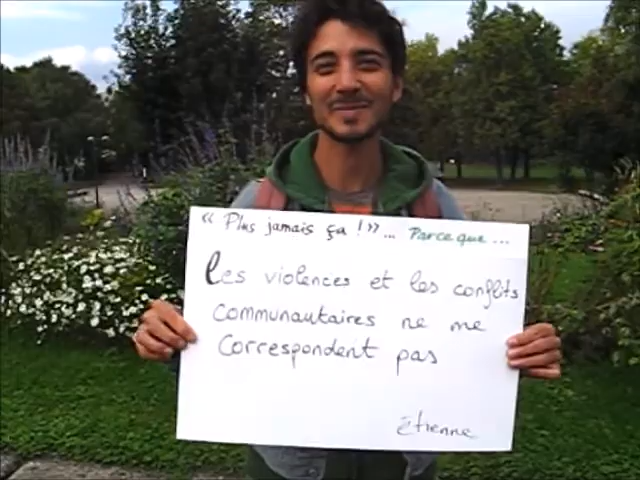 « Plus jamais ça ! » ... Parce que ...
Les violences et les conflits
communautaires ne me
correspondent pas
Étienne